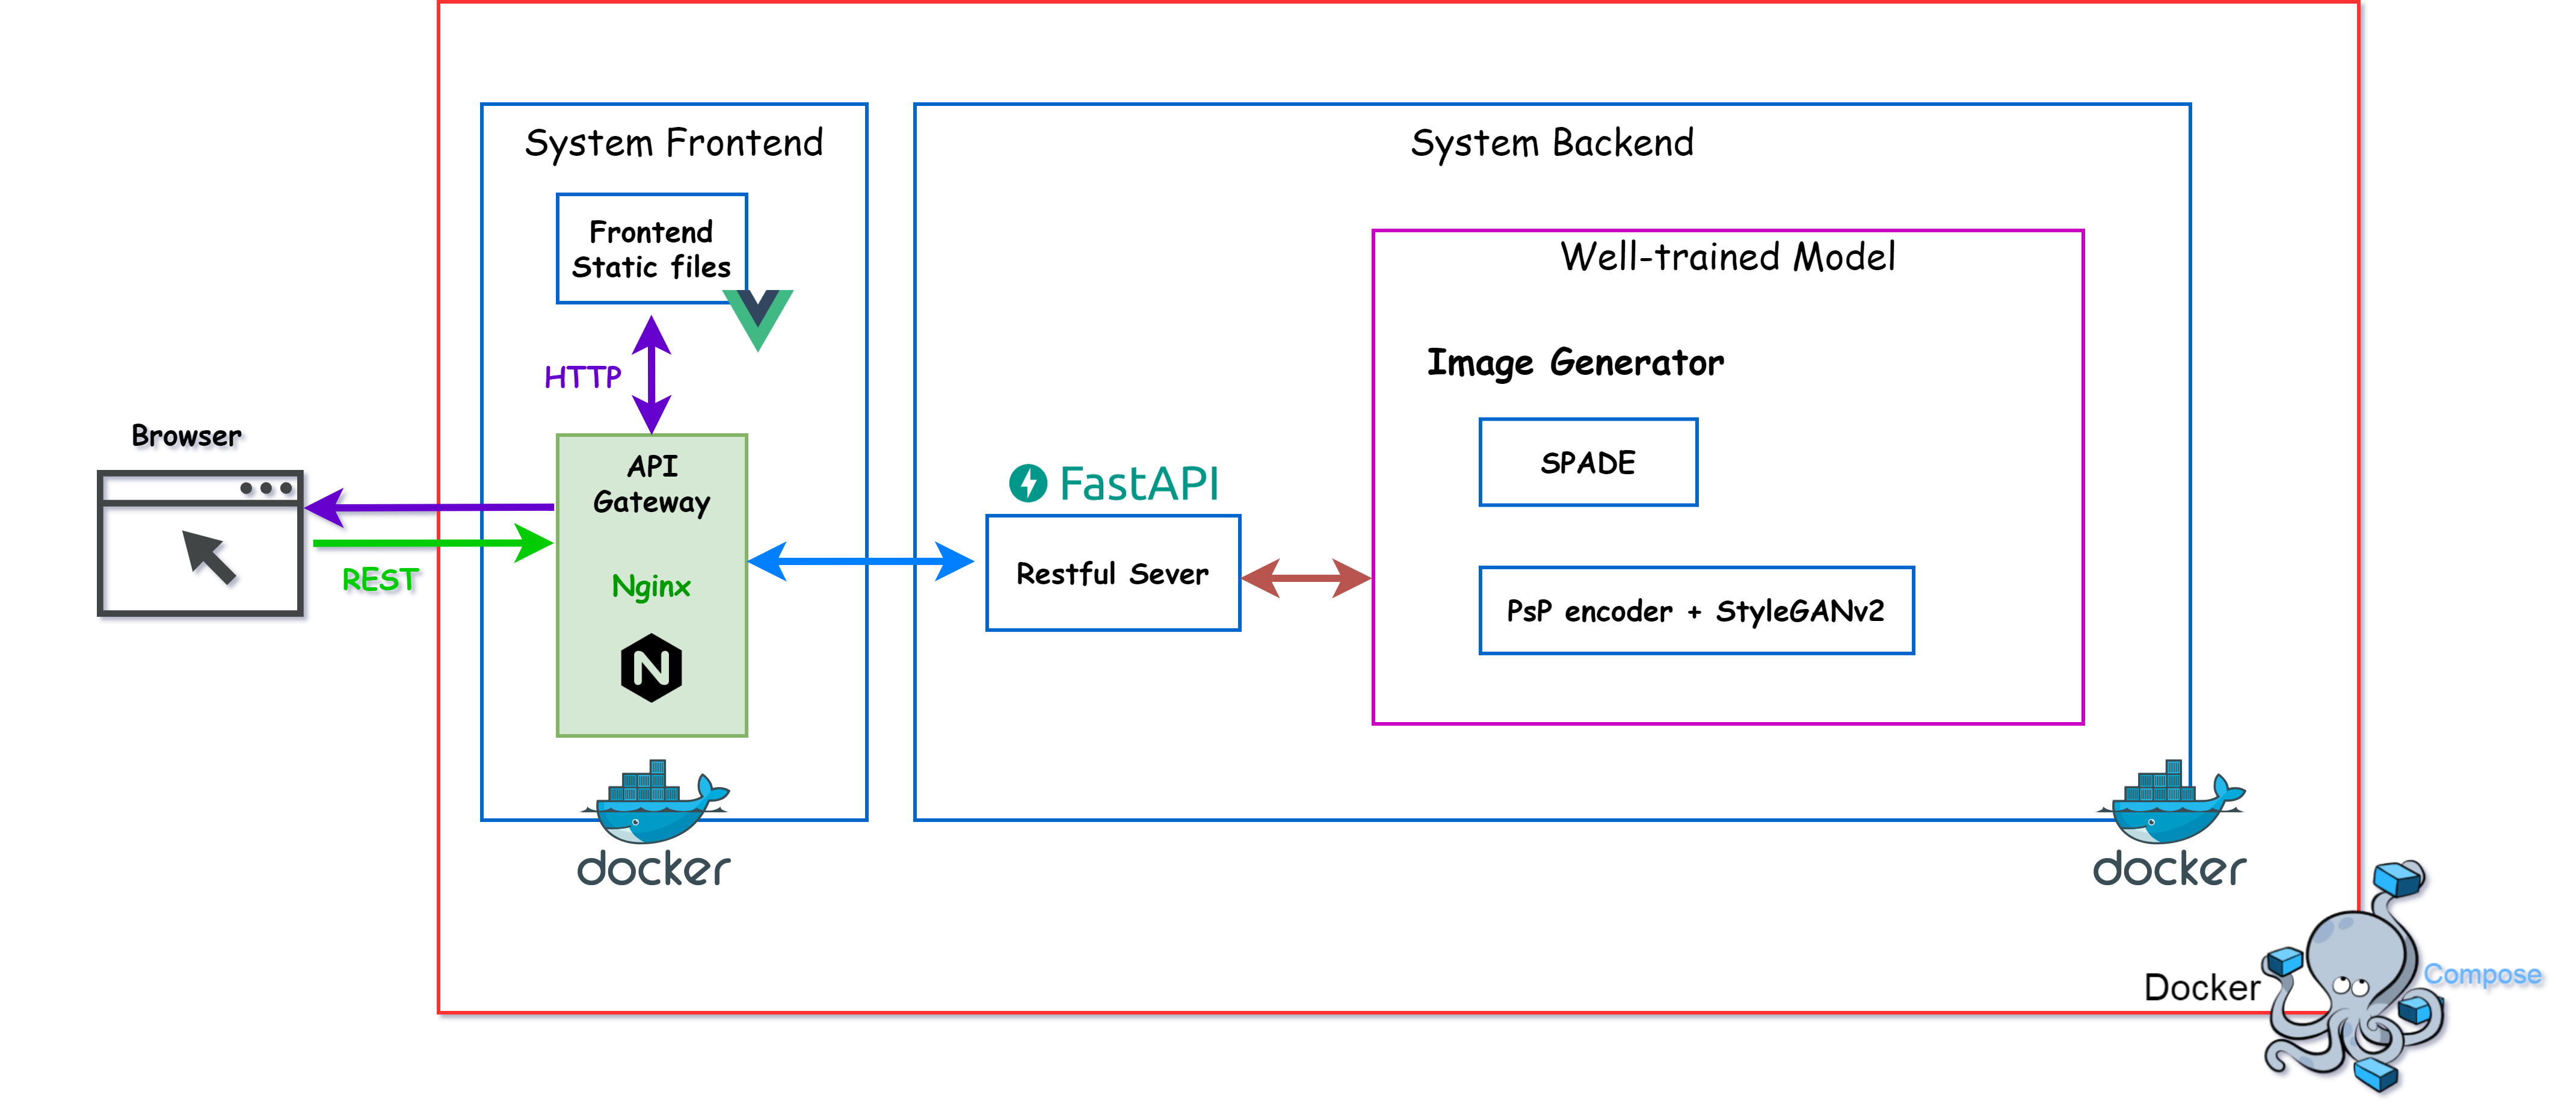 System Frontend
Frontend
Static files
HTTP
Browser
REST
API
Gateway
Nginx
N
docker
System Backend
FastAPI
Restful Sever
Well-trained Model
Image Generator
SPADE
PsP encoder + StyleGANv2
docker
Docker
Compose